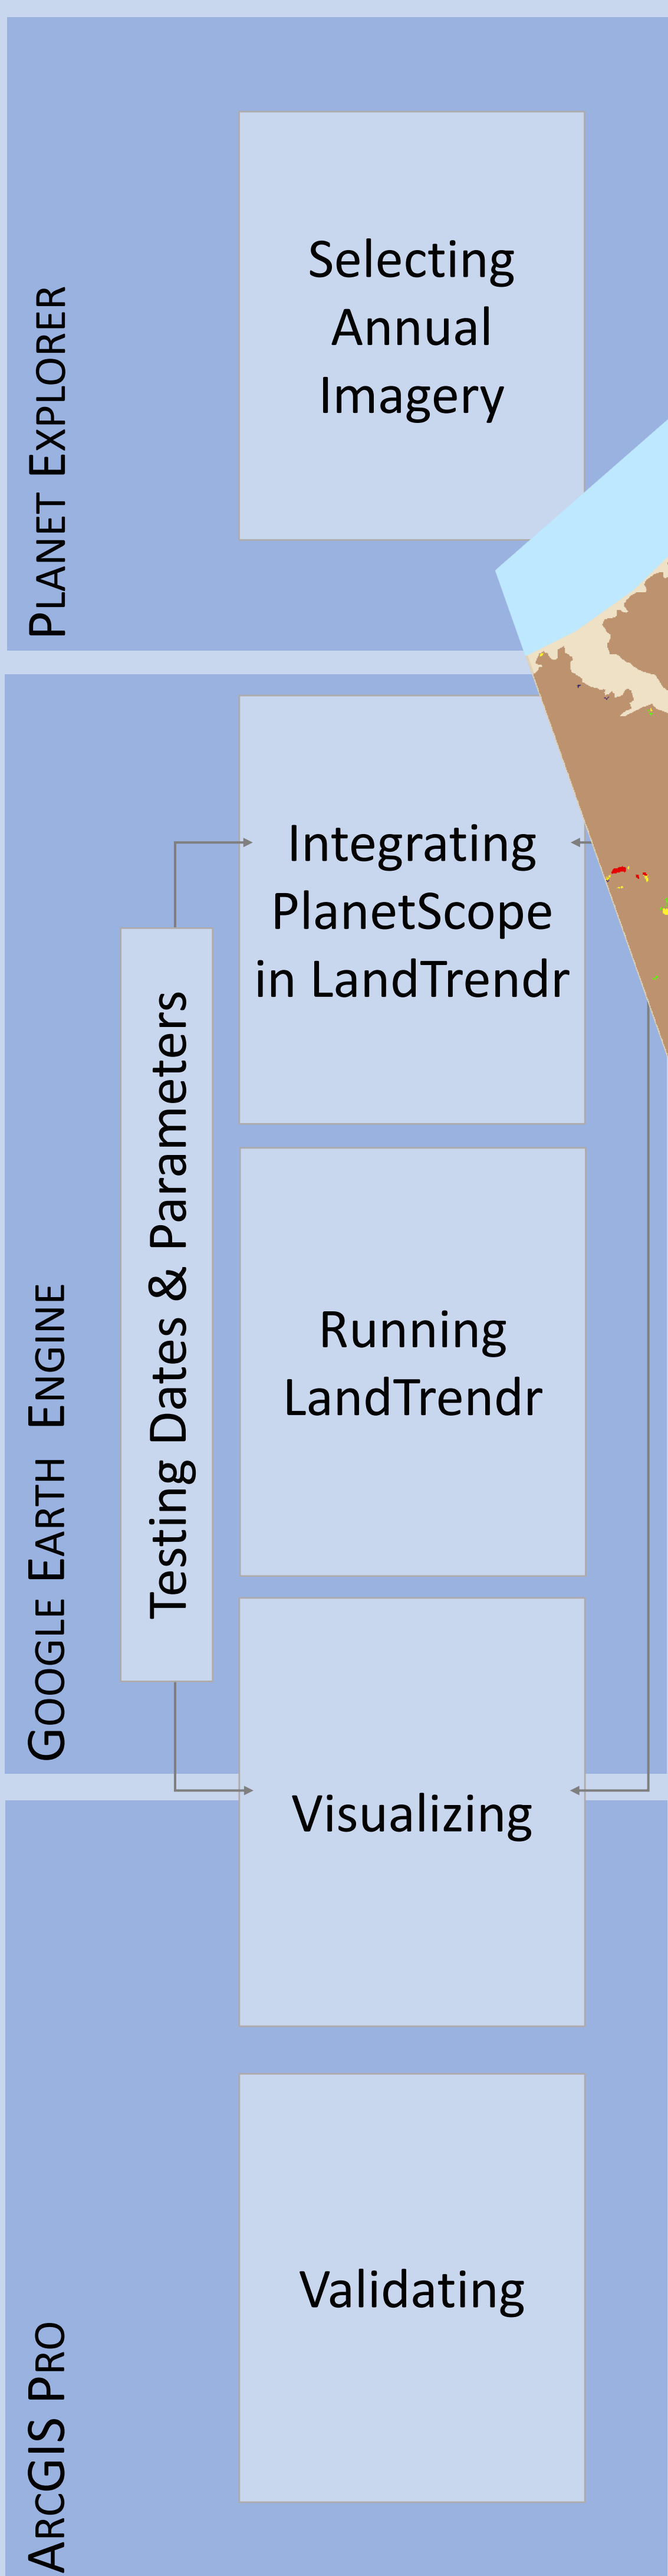 PLANET EXPLORER
Selecting
Annual
Imagery
GOOGLE EARTH ENGINE
Testing Dates & Parameters
Integrating
PlanetScope
in LandTrendr
Running
LandTrendr
Visualizing
ARCGIS PRO
Validating